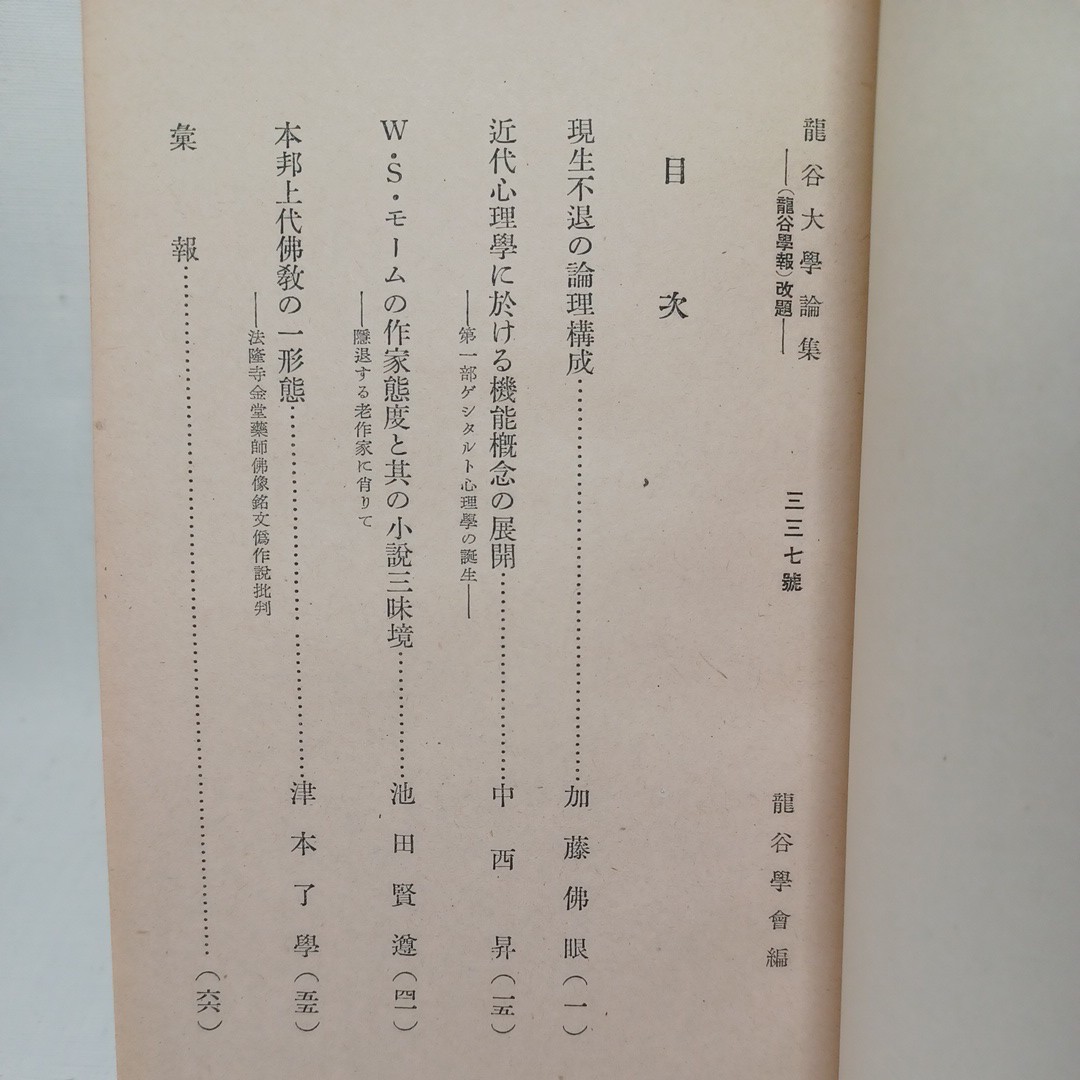 龍谷大學論集
――(龍谷學報)改題――
三三七號
龍谷學會編
目次
現生不退の論理構成……………………加藤佛眼(一)
近代心理學に於ける機能槪念の展開……………中西昇(一五)
――第一部ゲシタルト心理學の誕生――
W・S・モームの作家態度と其の小說三昧境…………池田賢遵(四一)
――隱退する老作家に肯りて
本邦上代佛敎の一形態……………………津本了學(五五)
――法隆寺金堂藥師佛像銘文僞作說批判
彙報……………………………………(六六)